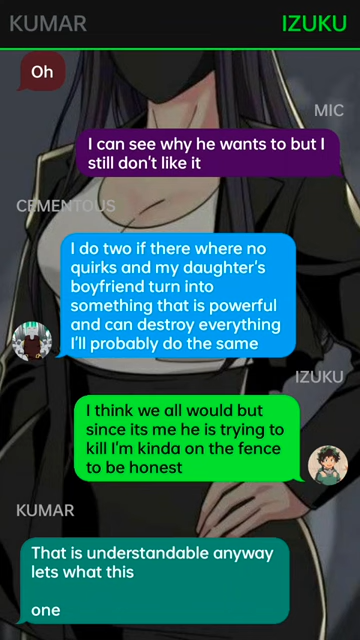 KUMAR
IZUKU
Oh
MIC
I can see why he wants to but I
still don't like it
CEMENTOUS
I do two if there where no
quirks and my daughter's
boyfriend turn into
something that is powerful
and can destroy everything
I'll probably do the same
IZUKU
I think we all would but
since its me he is trying to
kill I'm kinda on the fence
to be honest
KUMAR
That is understandable anyway
lets what this
one